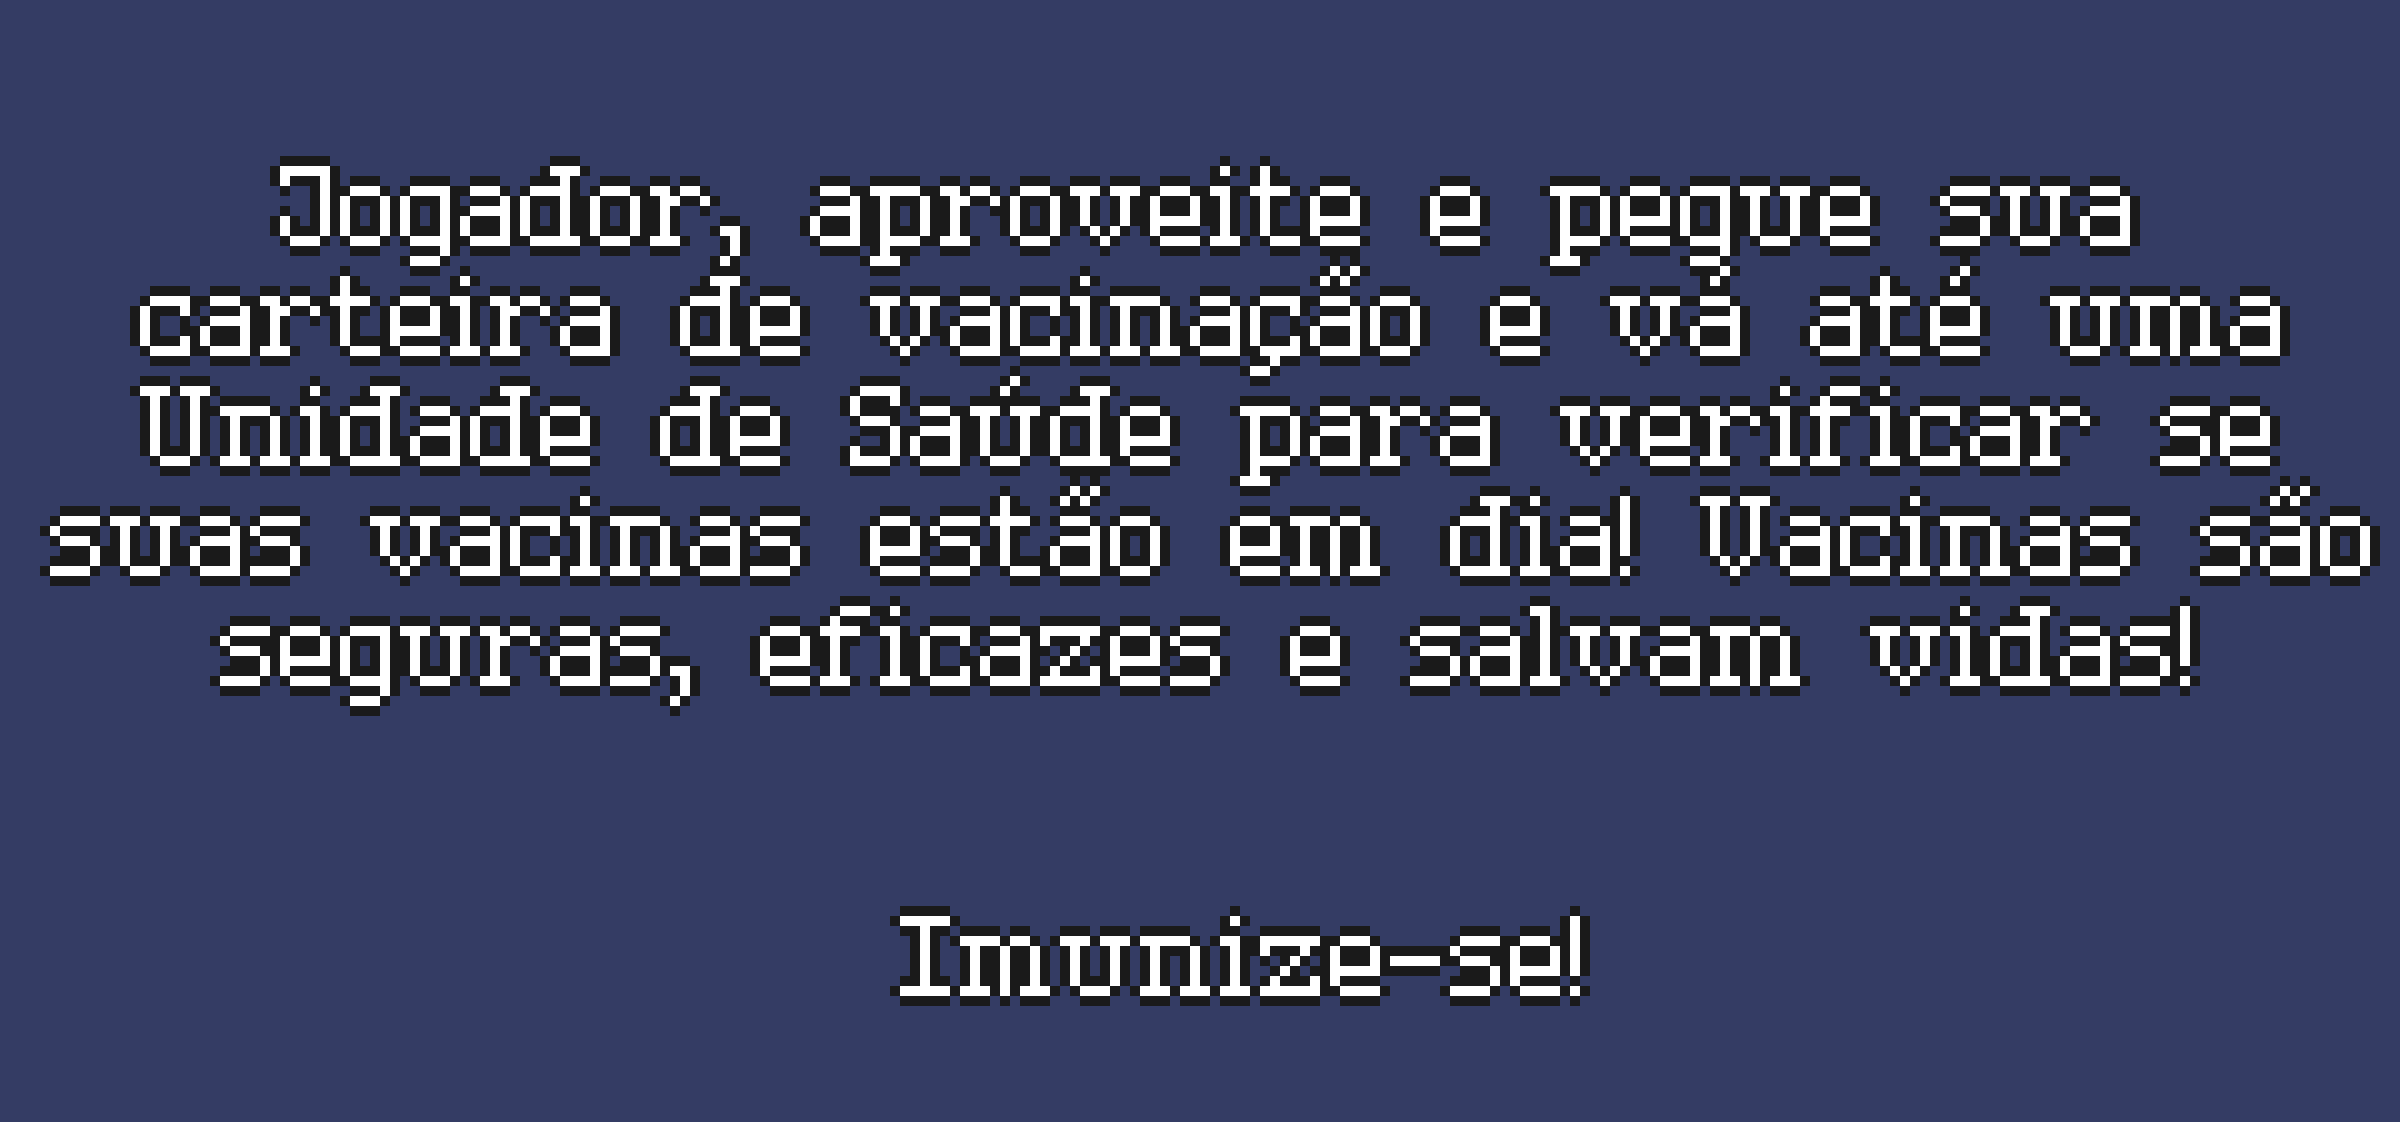 Jogador, aproveite e pegue sua
carteira de vacinação e vá até uma
Unidade de Saúde para verificar se
suas vacinas estão em dia! Vacinas são
seguras, eficazes e salvam vidas!
Imunize-se!